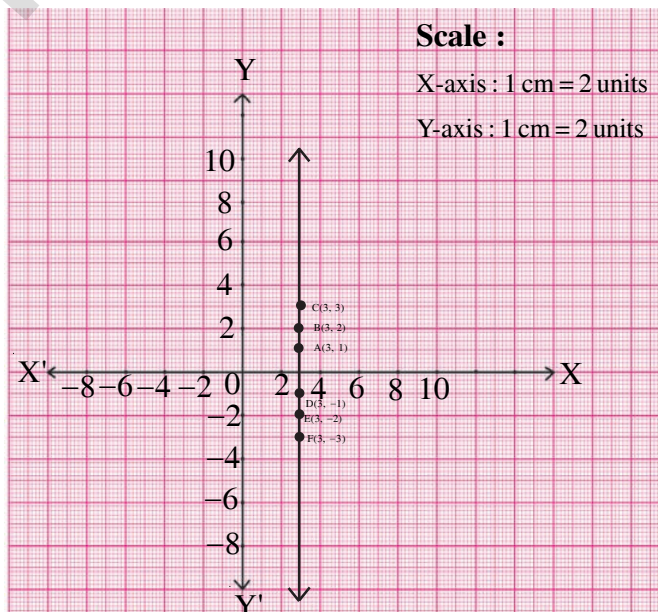 Scale :
X-axis : 1 cm = 2 units
Y-axis : 1 cm = 2 units
Y
10
8
6
4
2
C(3, 3)
B(3, 2)
A(3, 1)
X'
−8
−6
−4
−2
0
2
4
6
8
10
X
D(3, −1)
E(3, −2)
F(3, −3)
−2
−4
−6
−8
Y'